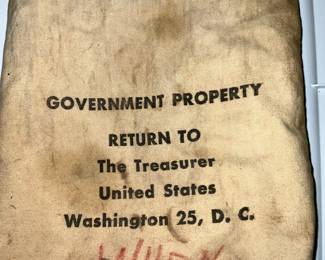 GOVERNMENT PROPERTY
RETURN TO
The Treasurer
United States
Washington 25, D. C.